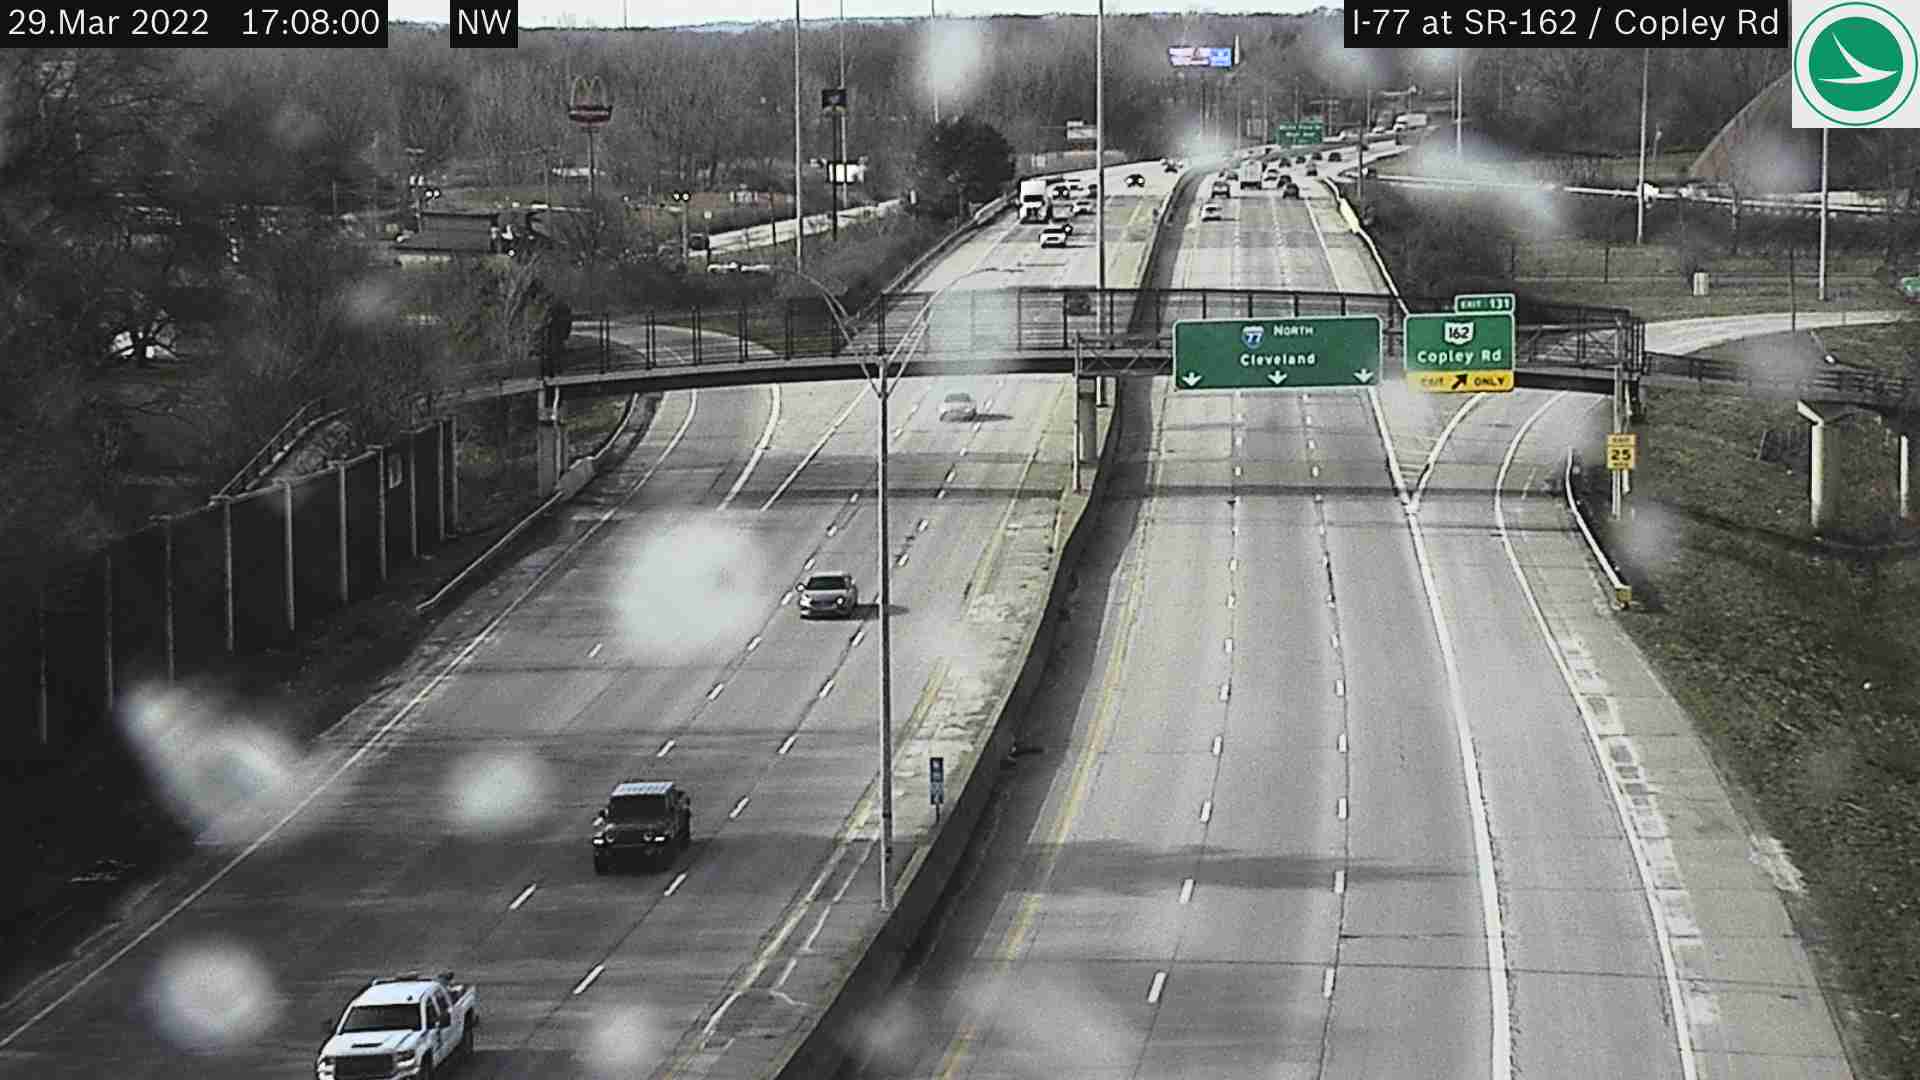 29.Mar 2022 17:08:00
NW
I-77 at SR-162 / Copley Rd
EXIT 131
77 NORTH
Cleveland
162
Copley Rd
EXIT ONLY
EXIT
25